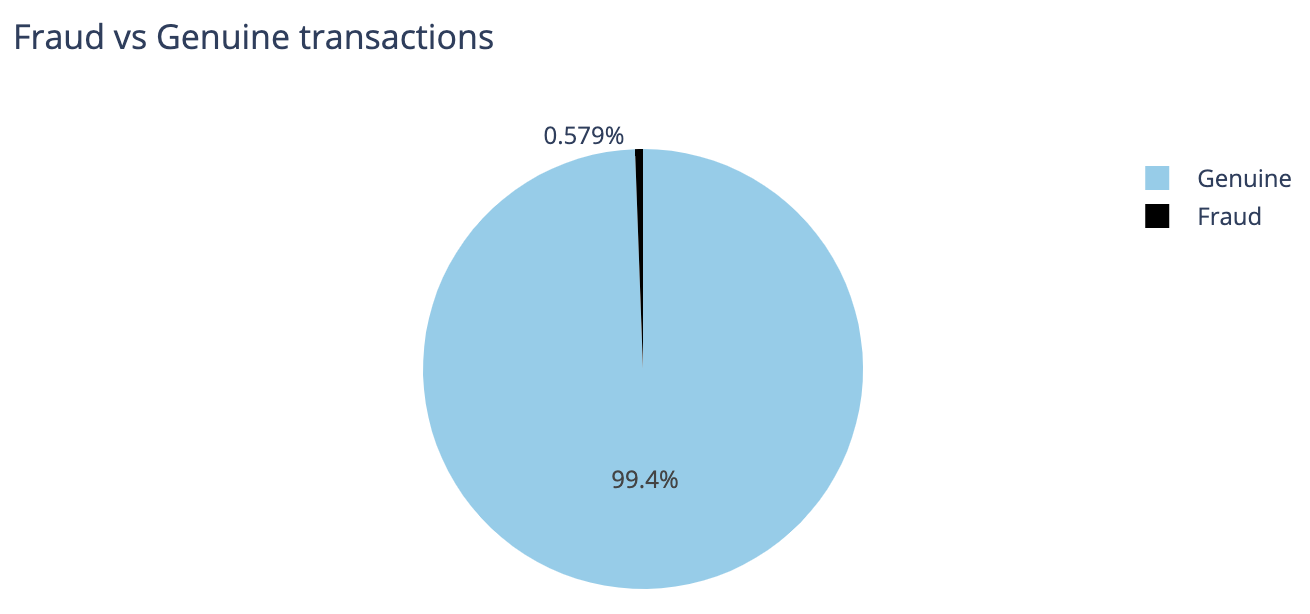 Fraud vs Genuine transactions
0.579%
Genuine
Fraud
99.4%